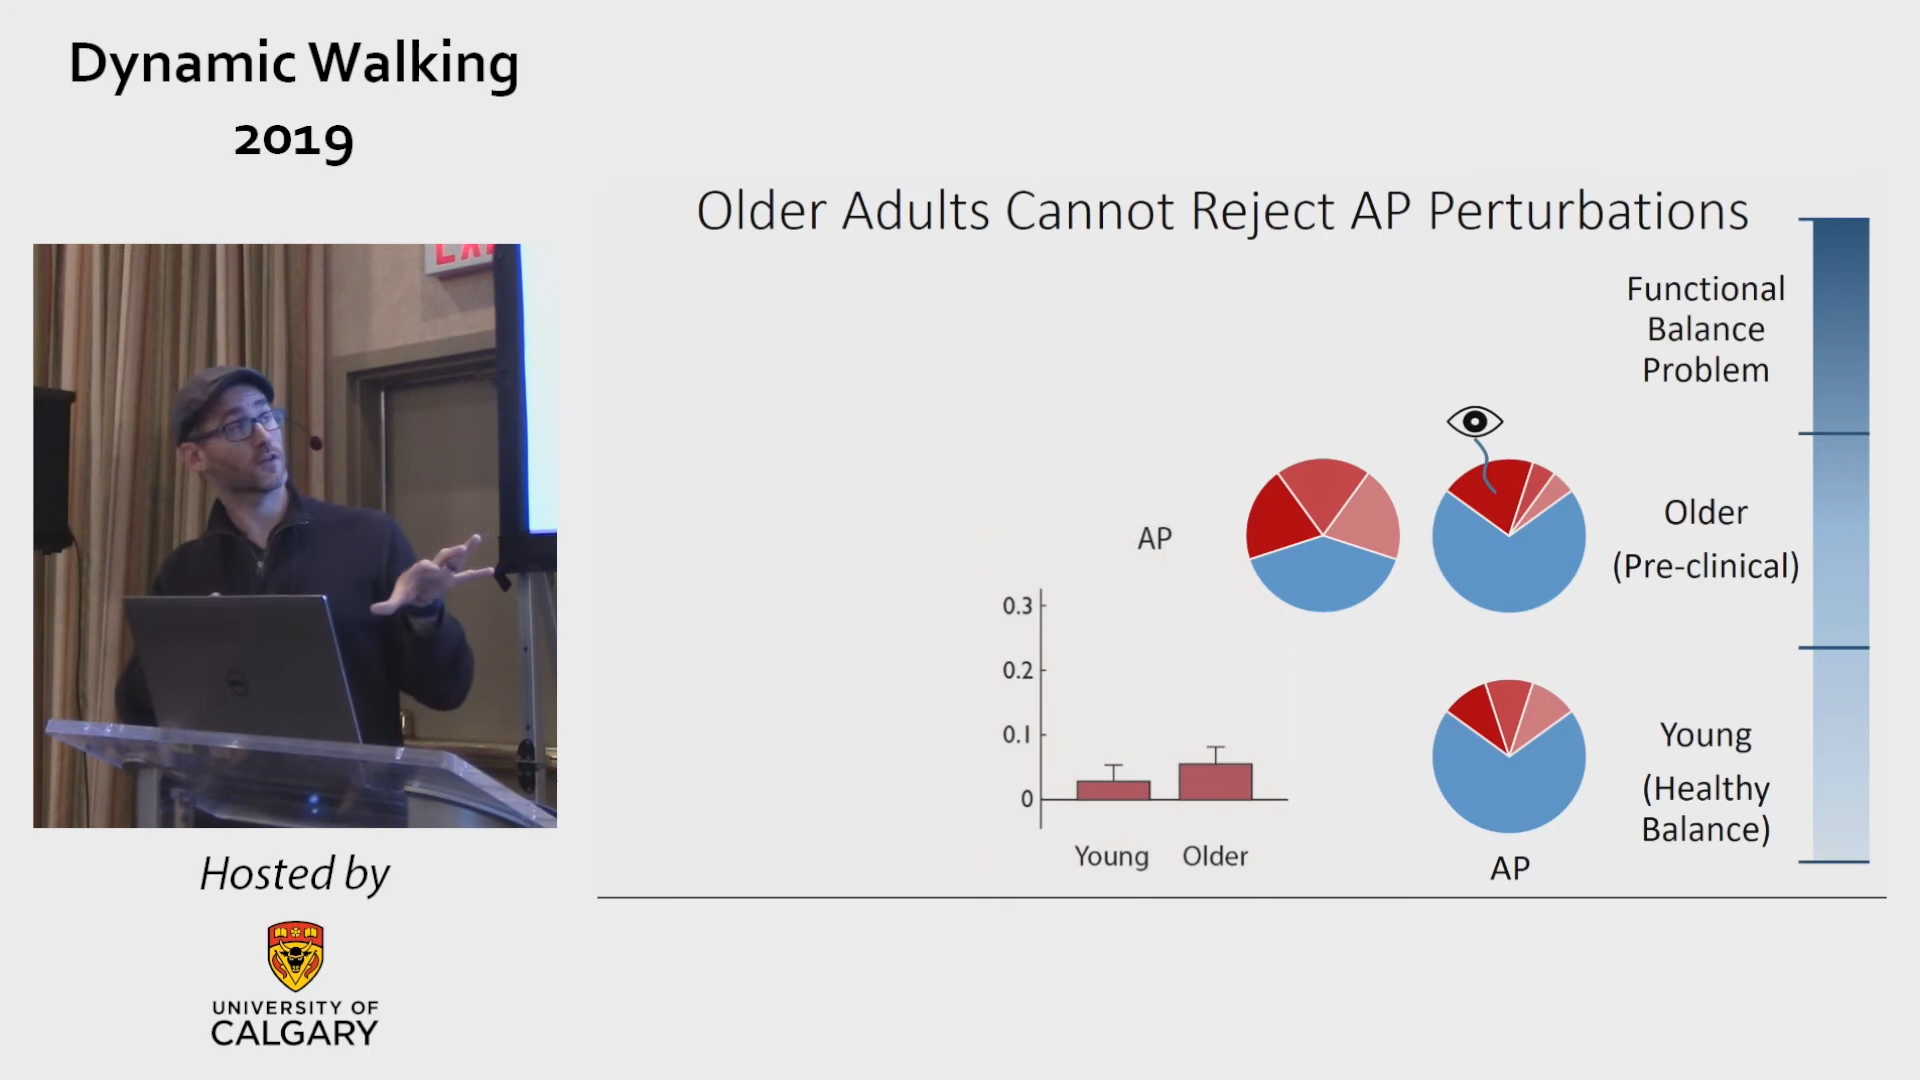 Dynamic Walking
2019
Older Adults Cannot Reject AP Perturbations
Functional
Balance
Problem
AP
Older
(Pre-clinical)
0.3
0.2
0.1
0
Young Older
Young
(Healthy
Balance)
AP
Hosted by
UNIVERSITY OF
CALGARY